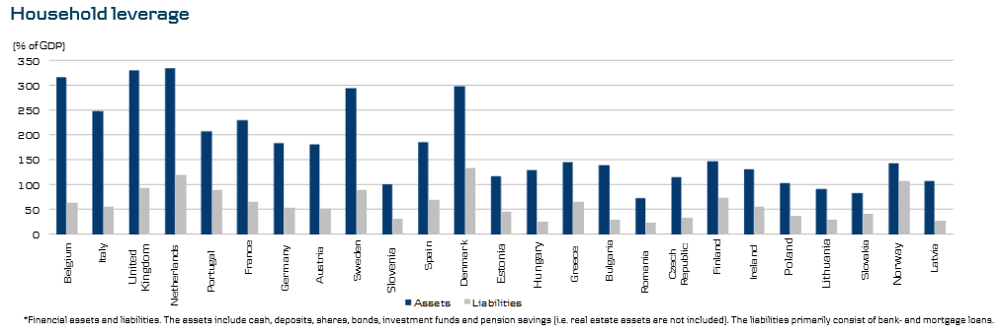 Household leverage
(% of GDP)
350
300
250
200
150
100
50
0
Belgium
Italy
United
Kingdom
Netherlands
Portugal
France
Germany
Austria
Sweden
Slovenia
Spain
Denmark
Estonia
Hungary
Greece
Bulgaria
Romania
Czech
Republic
Finland
Ireland
Poland
Lithuania
Slovakia
Norway
Latvia
Assets Liabilities
*Financial assets and liabilities. The assets include cash, deposits, shares, bonds, investment funds and pension savings (i.e. real estate assets are not included). The liabilities primarily consist of bank- and mortgage loans.